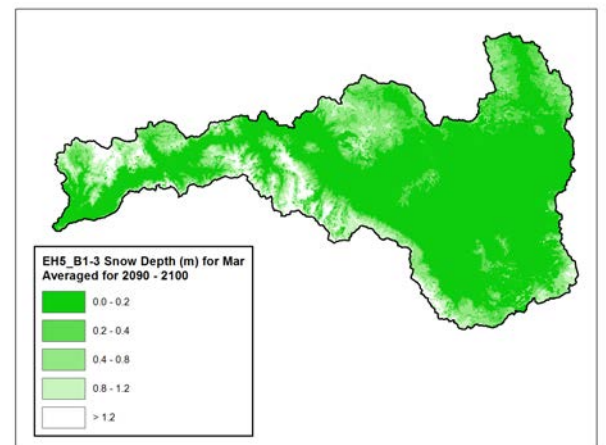 EH5_B1-3 Snow Depth (m) for Mar
Averaged for 2090 - 2100
0.0 - 0.2
0.2 - 0.4
0.4 - 0.8
0.8 - 1.2
> 1.2